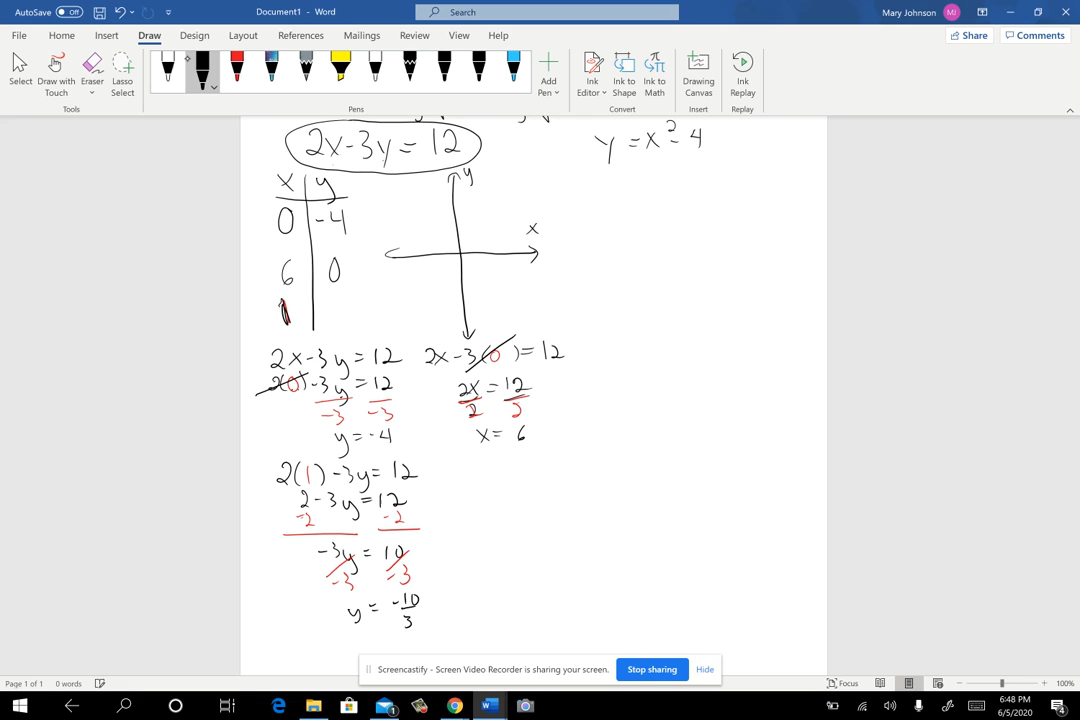 AutoSave Off Document1 - Word Search Mary Johnson MJ
File Home Insert Draw Design Layout References Mailings Review View Help Share Comments
Select Draw with Touch Eraser Lasso Select Add Pen Ink Editor Ink to Shape Ink to Math Drawing Canvas Ink Replay
Tools Pens Convert Insert Replay
2x-3y = 12
y = x² - 4
x y
0 -4
6 0
y
x
2x-3y=12
2(0)-3y=12
-3 -3
y = -4
2x-3(0)=12
2x = 12
2 2
x = 6
2(1)-3y=12
2-3y=12
-2 -2
-3y = 10
-3 -3
y = -10/3
Screencastify - Screen Video Recorder is sharing your screen. Stop sharing Hide
Page 1 of 1 0 words Focus 100%
6:48 PM
6/5/2020
1
4